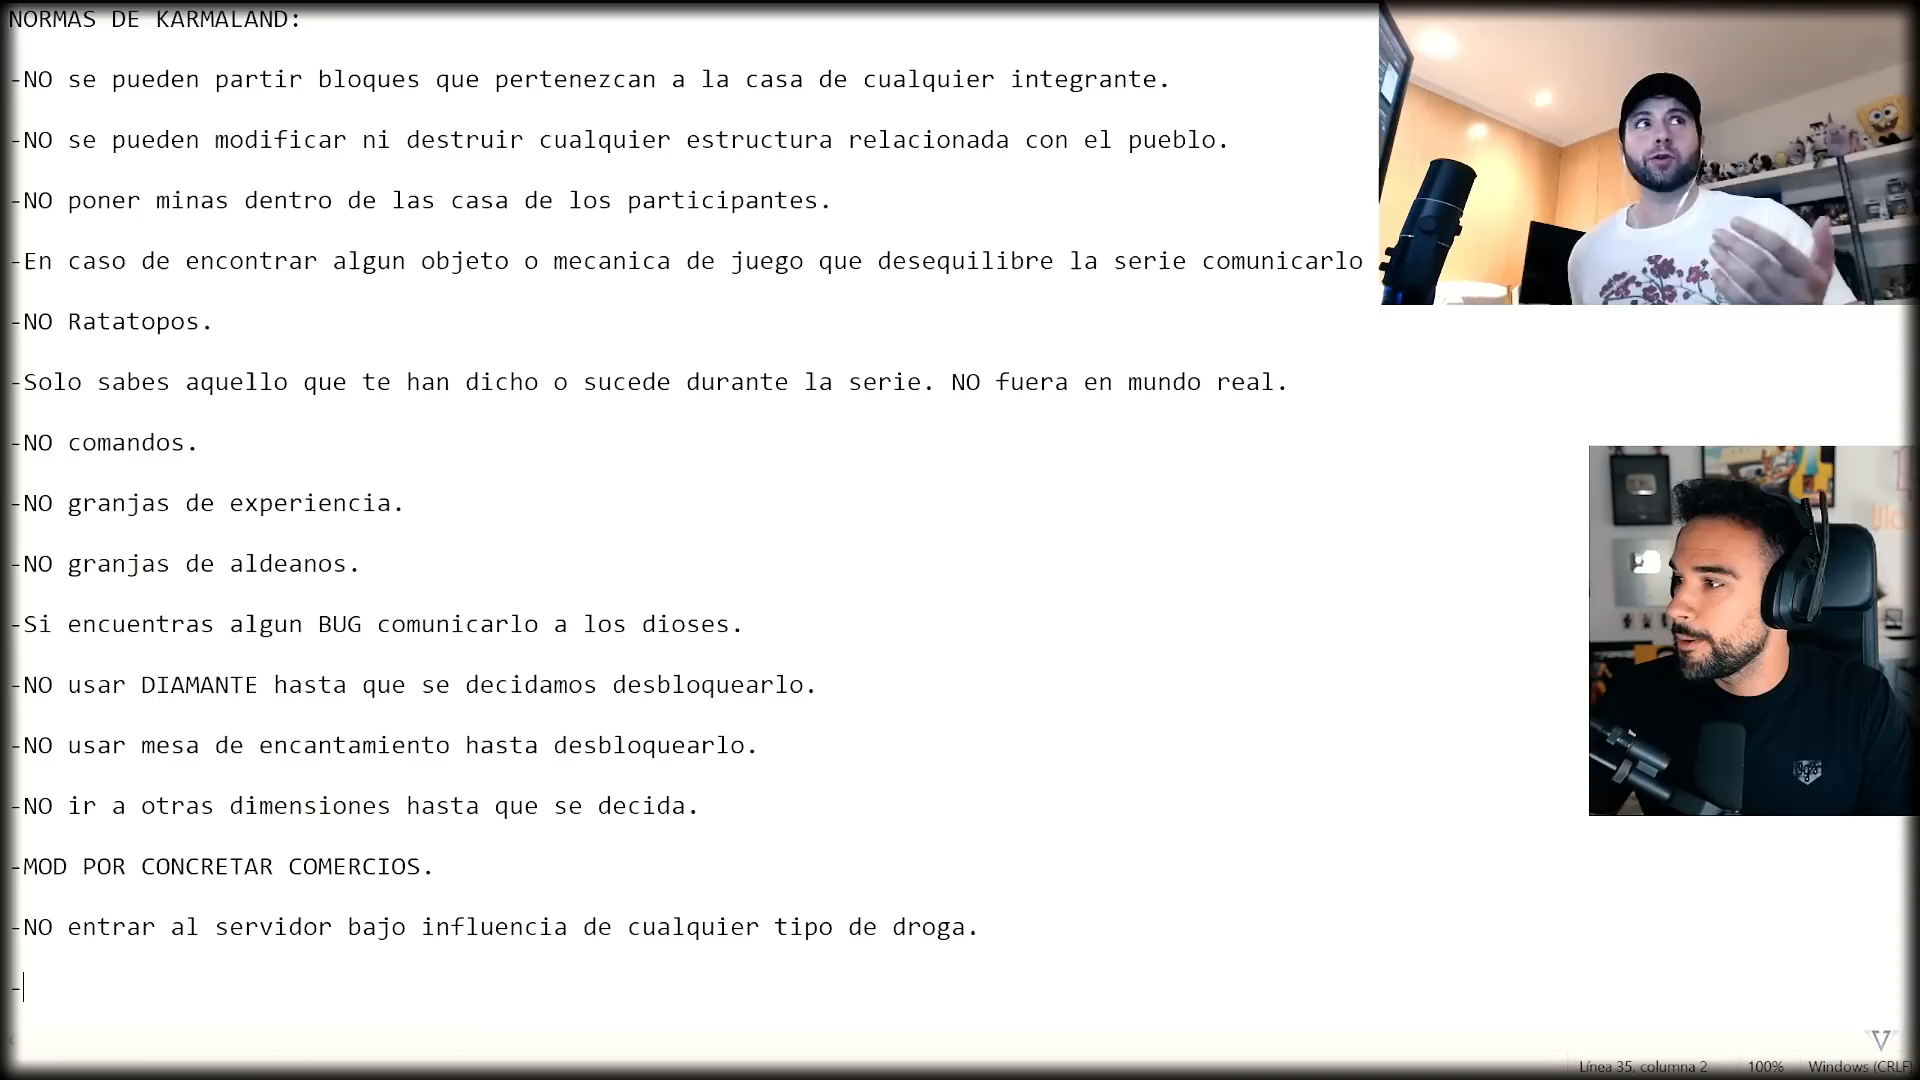 NORMAS DE KARMALAND:
-NO se pueden partir bloques que pertenezcan a la casa de cualquier integrante.
-NO se pueden modificar ni destruir cualquier estructura relacionada con el pueblo.
-NO poner minas dentro de las casa de los participantes.
-En caso de encontrar algun objeto o mecanica de juego que desequilibre la serie comunicarlo
-NO Ratatopos.
-Solo sabes aquello que te han dicho o sucede durante la serie. NO fuera en mundo real.
-NO comandos.
-NO granjas de experiencia.
-NO granjas de aldeanos.
-Si encuentras algun BUG comunicarlo a los dioses.
-NO usar DIAMANTE hasta que se decidamos desbloquearlo.
-NO usar mesa de encantamiento hasta desbloquearlo.
-NO ir a otras dimensiones hasta que se decida.
-MOD POR CONCRETAR COMERCIOS.
-NO entrar al servidor bajo influencia de cualquier tipo de droga.
-
Línea 35, columna 2 100% Windows (CRLF)